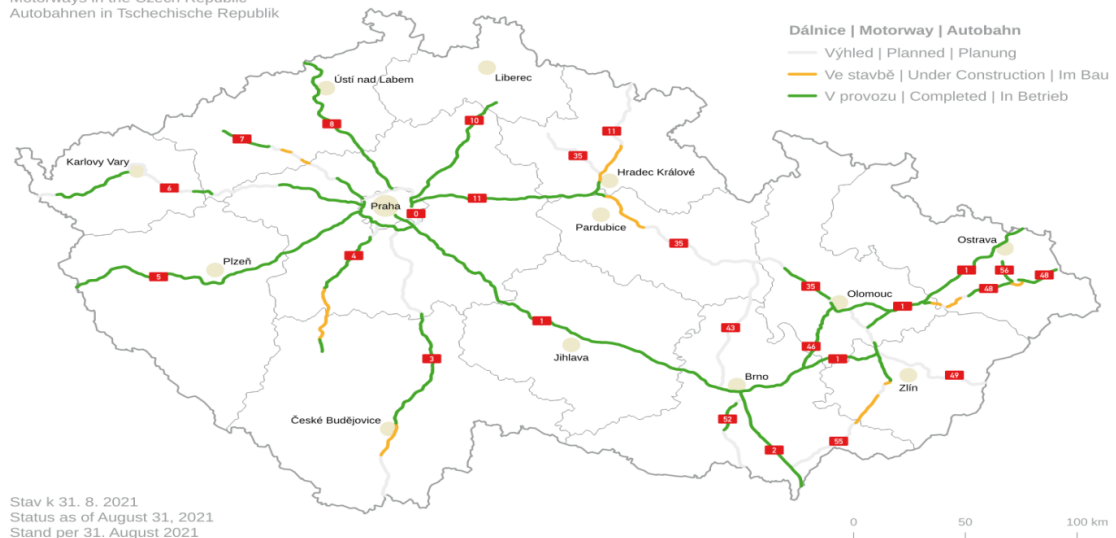 Motorways in the Czech Republic
Autobahnen in Tschechische Republik
Dálnice | Motorway | Autobahn
Výhled | Planned | Planung
Ve stavbě | Under Construction | Im Bau
V provozu | Completed | In Betrieb
Ústí nad Labem
Liberec
8
10
7
11
35
Karlovy Vary
6
Hradec Králové
11
Praha
0
Pardubice
35
4
Plzeň
5
Ostrava
1
56
48
48
35
Olomouc
1
1
43
3
Jihlava
46
1
Brno
Zlín
49
České Budějovice
52
2
55
Stav k 31. 8. 2021
Status as of August 31, 2021
Stand per 31. August 2021
0
50
100 km